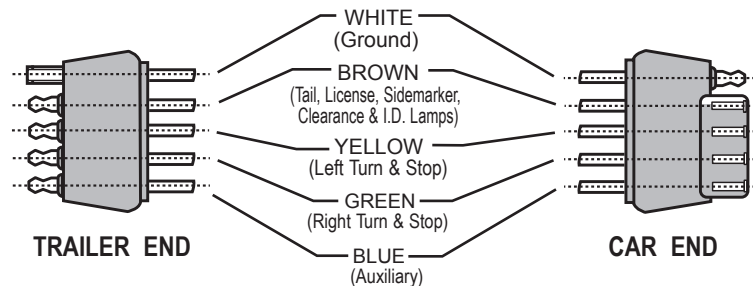 WHITE
(Ground)
BROWN
(Tail, License, Sidemarker,
Clearance & I.D. Lamps)
YELLOW
(Left Turn & Stop)
GREEN
(Right Turn & Stop)
BLUE
(Auxiliary)
TRAILER END
CAR END